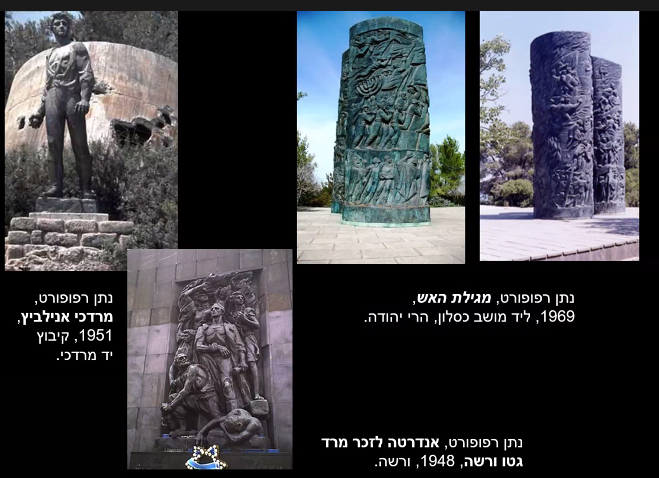 נתן רפופורט, מגילת האש,
1969, ליד מושב כסלון, הרי יהודה.
נתן רפופורט,
מרדכי אנילביץ,
1951, קיבוץ
יד מרדכי.
נתן רפופורט, אנדרטה לזכר מרד
גטו ורשה, 1948, ורשה.